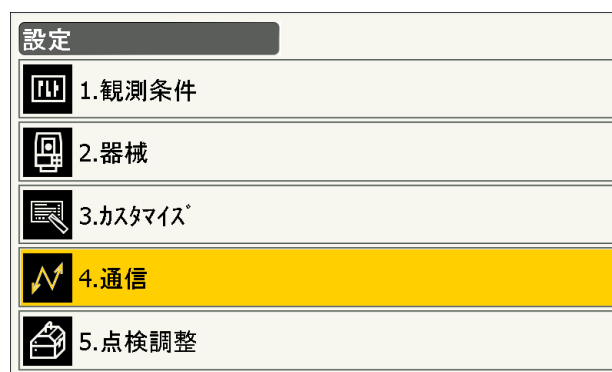 設定
1.観測条件
2.器械
3.ｶｽﾀﾏｲｽﾞ
4.通信
5.点検調整